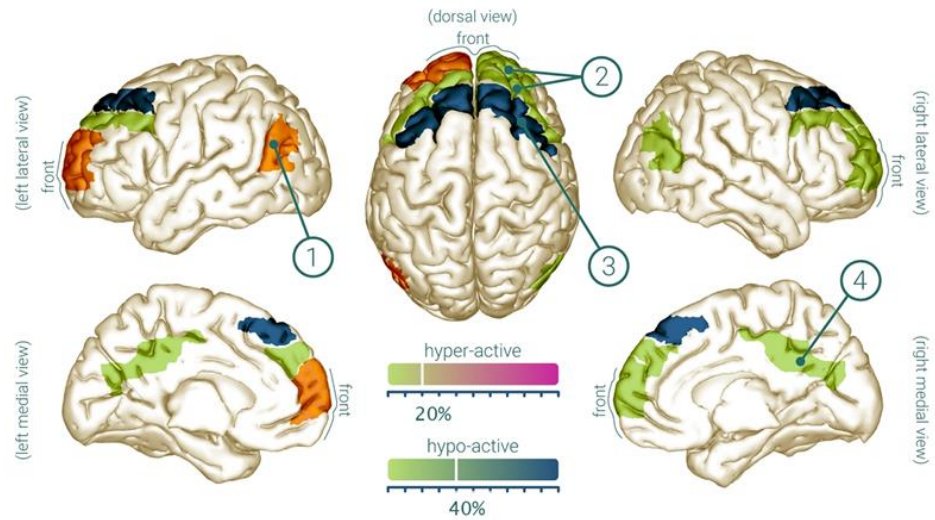 (dorsal view)
front
2
(left lateral view)
front
(right lateral view)
front
1
3
4
(left medial view)
front
hyper-active
20%
hypo-active
40%
front
(right medial view)